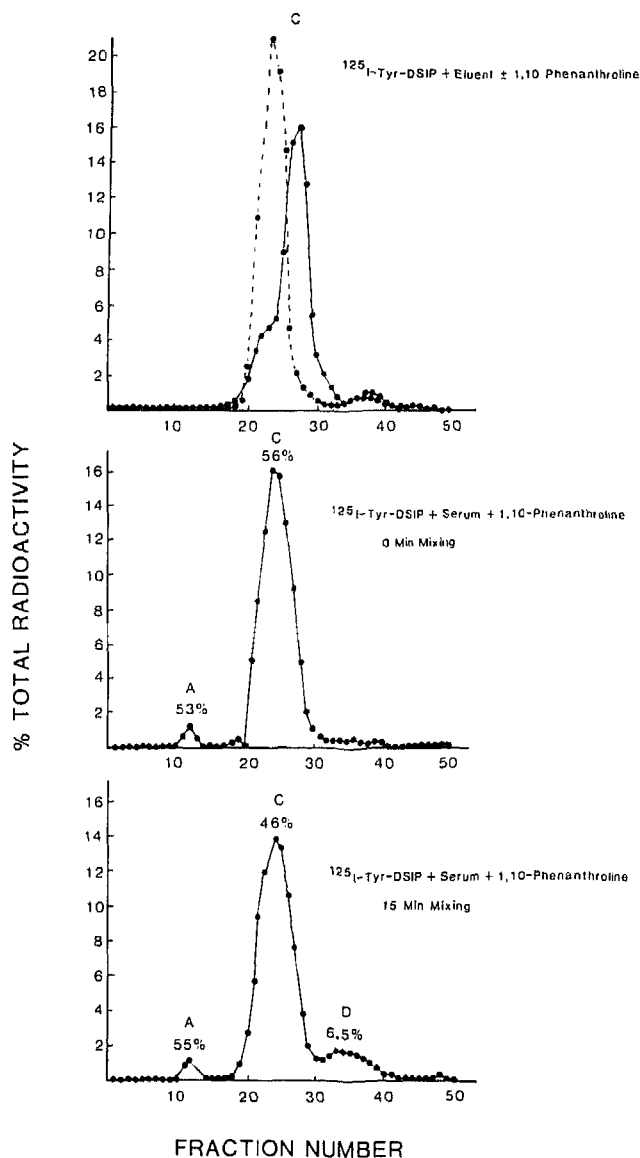 C
20
18
16
14
12
10
8
6
4
2
125I-Tyr-DSIP + Eluent ± 1,10 Phenanthroline
10 20 30 40 50
C
56%
16
14
12
10
8
6
4
2
125I-Tyr-DSIP + Serum + 1,10-Phenanthroline
0 Min Mixing
A
53%
10 20 30 40 50
C
46%
16
14
12
10
8
6
4
2
125I-Tyr-DSIP + Serum + 1,10-Phenanthroline
15 Min Mixing
A
55%
D
6.5%
10 20 30 40 50
% TOTAL RADIOACTIVITY
FRACTION NUMBER